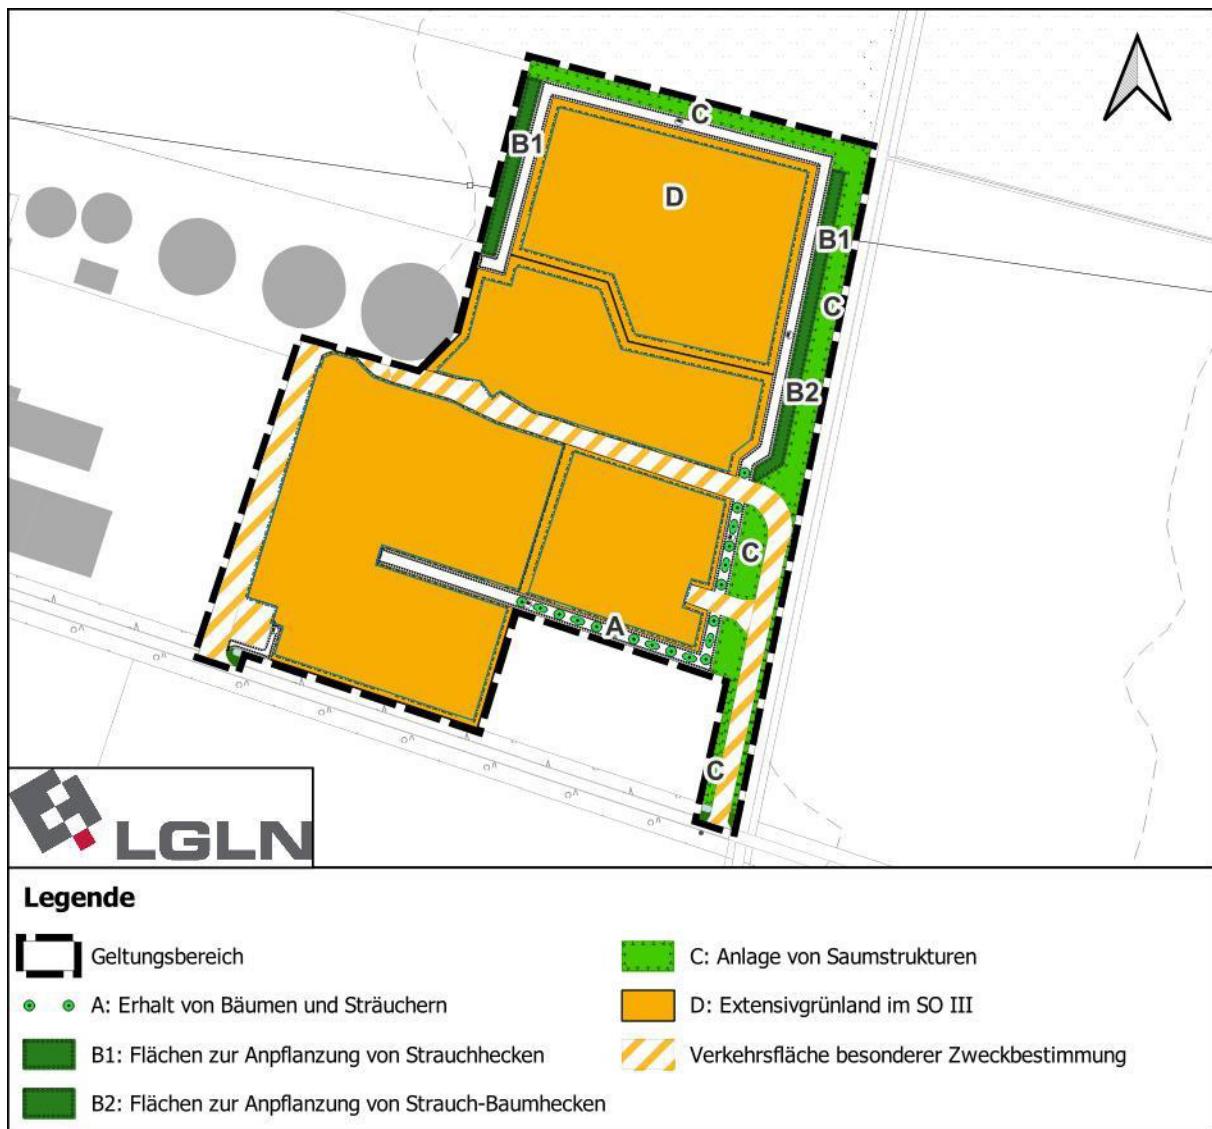 C
B1
D
B1
C
B2
C
A
C
LGLN
Legende
Geltungsbereich
A: Erhalt von Bäumen und Sträuchern
B1: Flächen zur Anpflanzung von Strauchhecken
B2: Flächen zur Anpflanzung von Strauch-Baumhecken
C: Anlage von Saumstrukturen
D: Extensivgrünland im SO III
Verkehrsfläche besonderer Zweckbestimmung